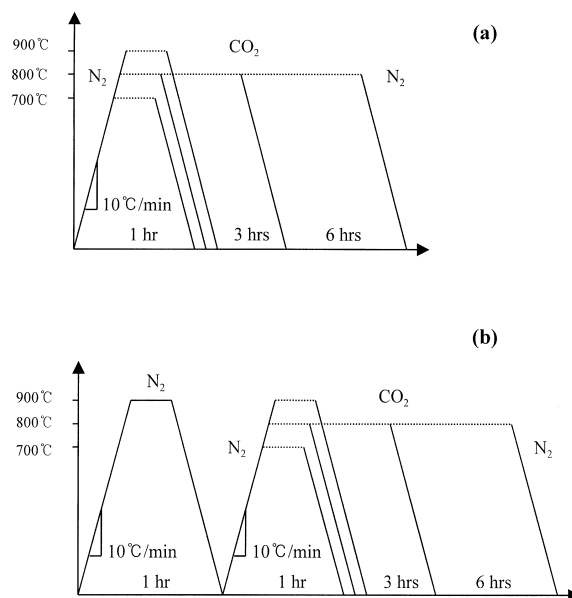 (a)
900℃
CO₂
800℃
N₂
N₂
700℃
10℃/min
1 hr
3 hrs
6 hrs
(b)
N₂
900℃
CO₂
800℃
N₂
N₂
700℃
10℃/min
10℃/min
1 hr
1 hr
3 hrs
6 hrs